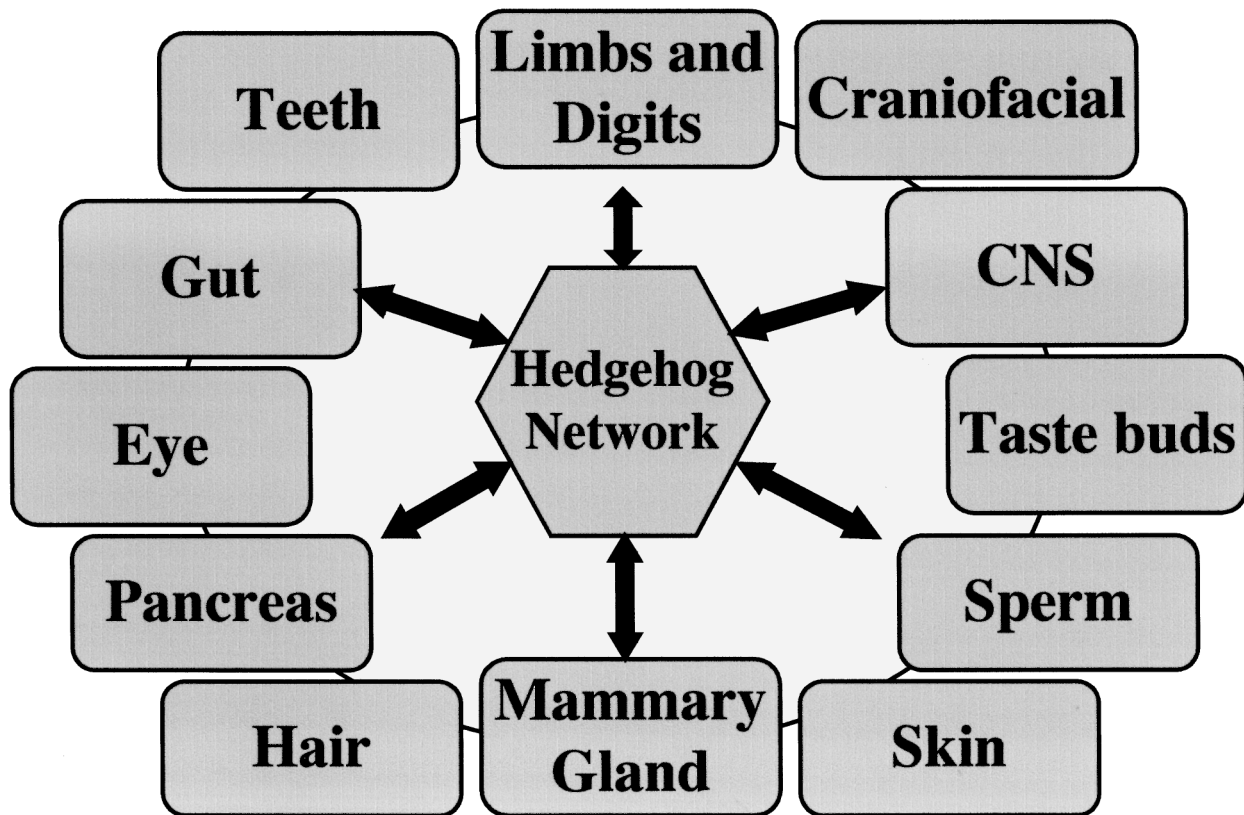 Limbs and
Digits
Teeth
Craniofacial
Gut
CNS
Hedgehog
Network
Eye
Taste buds
Pancreas
Sperm
Mammary
Gland
Hair
Skin